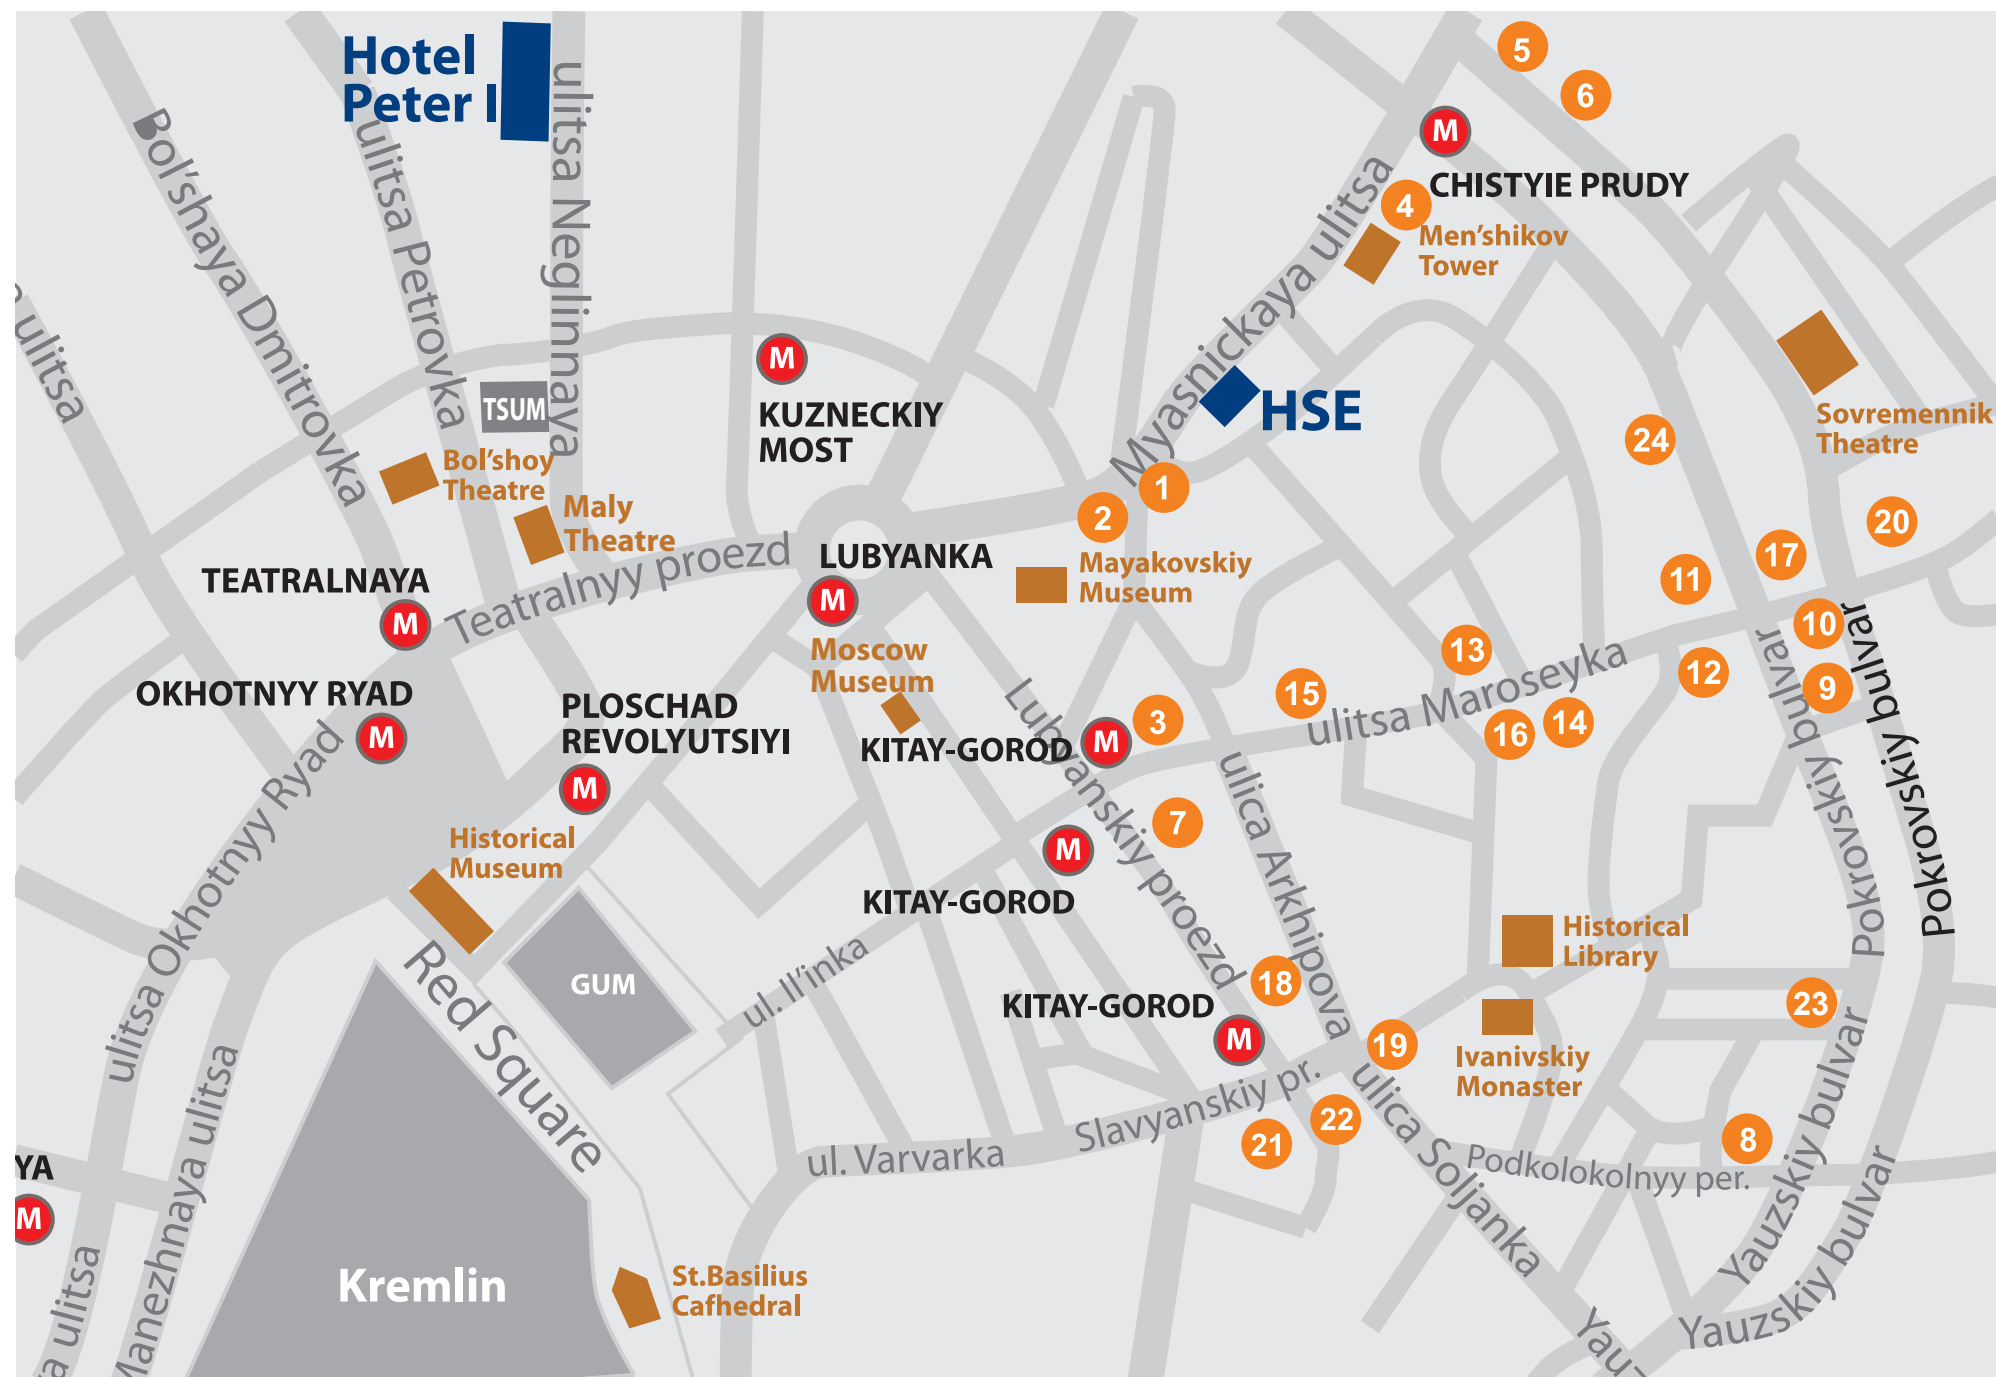 Hotel
Peter I
ulitsa Neglinnaya
Bol'shaya Dmitrovka
ulitsa Petrovka
ulitsa
TSUM
Bol'shoy
Theatre
Maly
Theatre
TEATRALNAYA
M
Teatralnyy proezd
OKHOTNYY RYAD
M
ulitsa Okhotnyy Ryad
PLOSCHAD
REVOLYUTSIYI
M
Historical
Museum
Red Square
GUM
Kremlin
St.Basilius
Cafhedral
Manezhnaya ulitsa
YA
M
ya ulitsa
M
KUZNECKIY
MOST
LUBYANKA
M
Moscow
Museum
KITAY-GOROD
M
M
KITAY-GOROD
KITAY-GOROD
M
ul. Il'inka
ul. Varvarka
Slavyanskiy pr.
Lubyanskiy proezd
ulica Arkhipova
ulica Soljanka
Podkolokolnyy per.
Myasnickaya ulitsa
HSE
M
CHISTYIE PRUDY
Men'shikov
Tower
Mayakovskiy
Museum
Sovremennik
Theatre
ulitsa Maroseyka
Pokrovskiy bulvar
Pokrovskiy bulvar
Historical
Library
Ivanivskiy
Monaster
Yauzskiy bulvar
Yauzskiy bulvar
Yauz
5
6
4
24
1
2
20
17
11
10
13
12
9
15
3
16
14
7
18
23
19
22
21
8